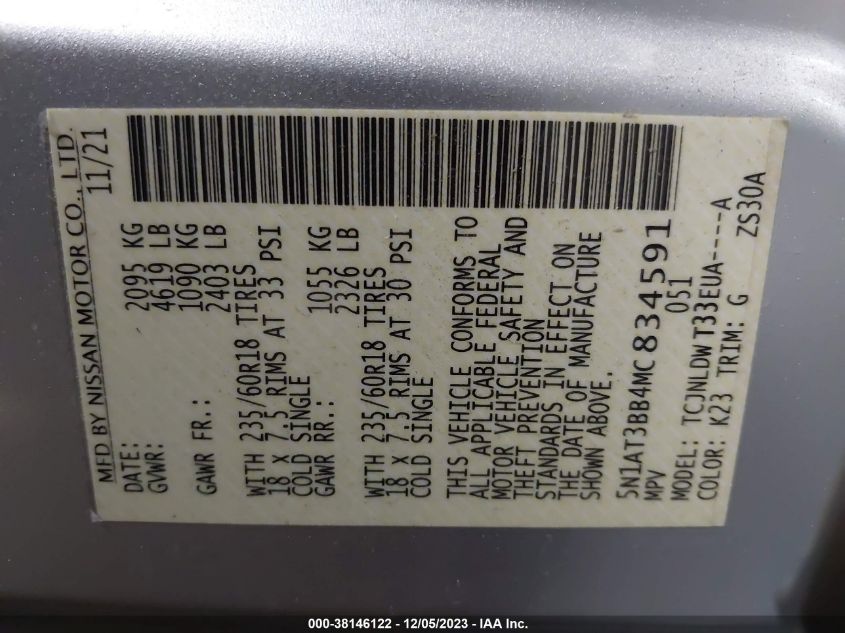 MFD BY NISSAN MOTOR CO., LTD.
DATE: 11/21
GVWR: 2095 KG
4619 LB
GAWR FR.: 1090 KG
2403 LB
WITH 235/60R18 TIRES
18 X 7.5 RIMS AT 33 PSI
COLD SINGLE
GAWR RR.: 1055 KG
2326 LB
WITH 235/60R18 TIRES
18 X 7.5 RIMS AT 30 PSI
COLD SINGLE
THIS VEHICLE CONFORMS TO
ALL APPLICABLE FEDERAL
MOTOR VEHICLE SAFETY AND
THEFT PREVENTION
STANDARDS IN EFFECT ON
THE DATE OF MANUFACTURE
SHOWN ABOVE.
5N1AT3BB4MC834591
MPV 051
MODEL: TCJNLDWT33EUA----A
COLOR: K23 TRIM: G ZS30A
000-38146122 - 12/05/2023 - IAA Inc.